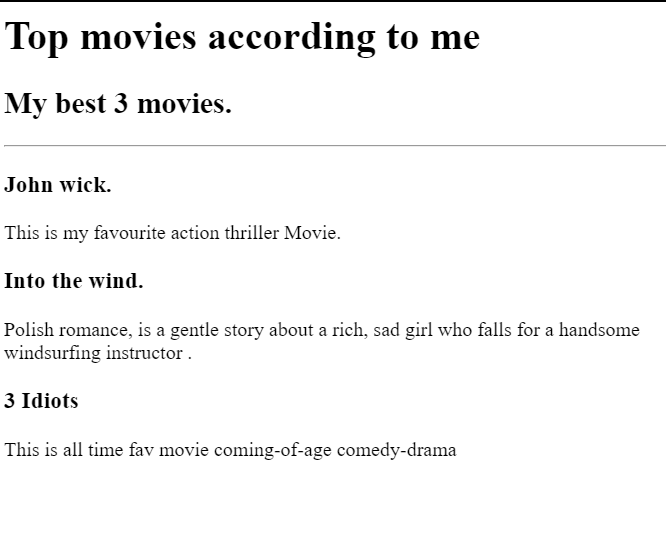 Top movies according to me
My best 3 movies.
John wick.
This is my favourite action thriller Movie.
Into the wind.
Polish romance, is a gentle story about a rich, sad girl who falls for a handsome
windsurfing instructor .
3 Idiots
This is all time fav movie coming-of-age comedy-drama